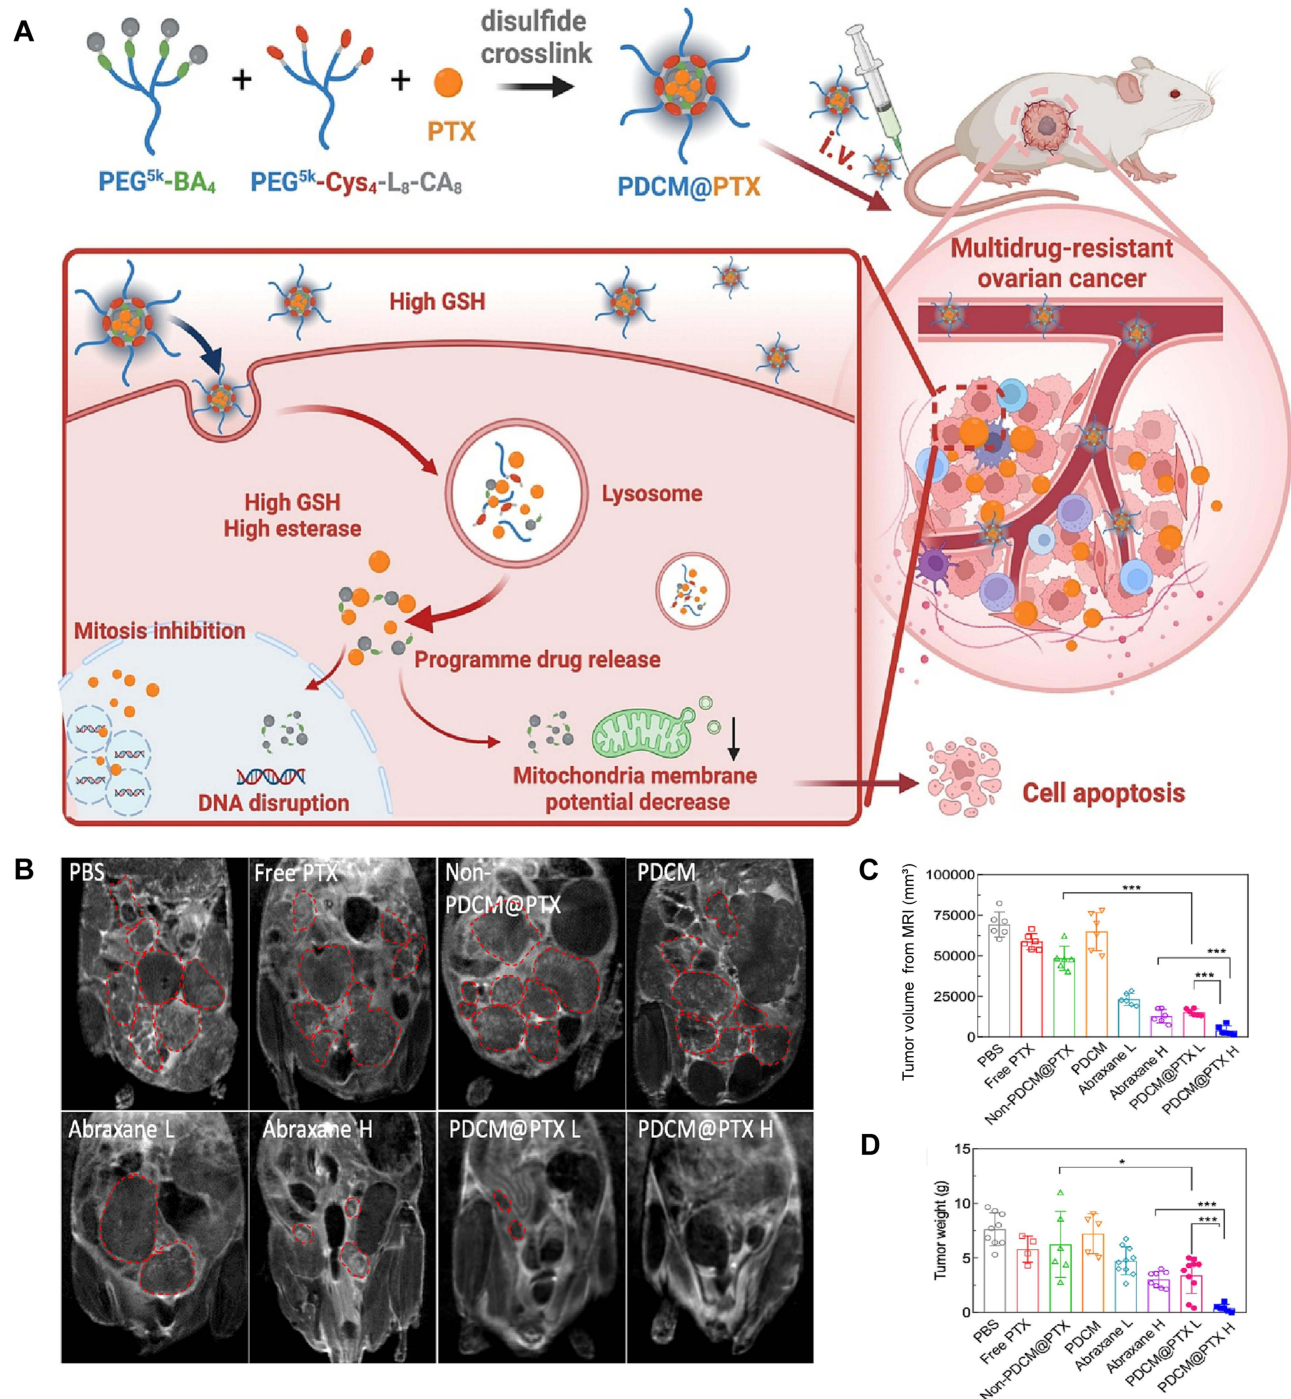 A
disulfide
crosslink
+
+
PTX
i.v.
PEG5k-BA4
PEG5k-Cys4-L8-CA8
PDCM@PTX
Multidrug-resistant
ovarian cancer
High GSH
Lysosome
High GSH
High esterase
Mitosis inhibition
Programme drug release
DNA disruption
Mitochondria membrane
potential decrease
Cell apoptosis
B
PBS
Free PTX
Non-
PDCM@PTX
PDCM
Abraxane L
Abraxane H
PDCM@PTX L
PDCM@PTX H
C
Tumor volume from MRI (mm³)
100000
75000
50000
25000
0
***
***
***
PBS
Free PTX
Non-PDCM@PTX
PDCM
Abraxane L
Abraxane H
PDCM@PTX L
PDCM@PTX H
D
Tumor weight (g)
15
10
5
0
*
***
***
PBS
Free PTX
Non-PDCM@PTX
PDCM
Abraxane L
Abraxane H
PDCM@PTX L
PDCM@PTX H